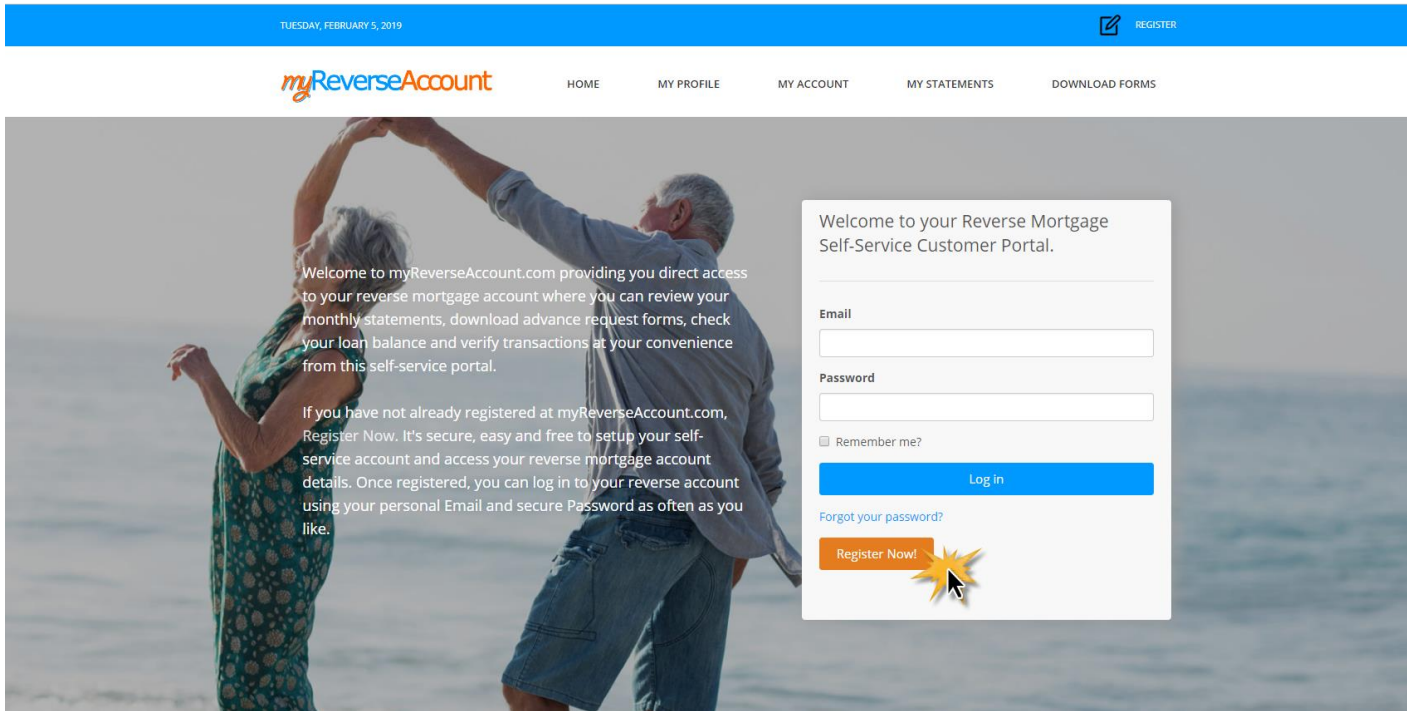 TUESDAY, FEBRUARY 5, 2019
REGISTER
myReverseAccount
HOME
MY PROFILE
MY ACCOUNT
MY STATEMENTS
DOWNLOAD FORMS
Welcome to myReverseAccount.com providing you direct access
to your reverse mortgage account where you can review your
monthly statements, download advance request forms, check
your loan balance and verify transactions at your convenience
from this self-service portal.
If you have not already registered at myReverseAccount.com,
Register Now. It's secure, easy and free to setup your self-
service account and access your reverse mortgage account
details. Once registered, you can log in to your reverse account
using your personal Email and secure Password as often as you
like.
Welcome to your Reverse Mortgage
Self-Service Customer Portal.
Email
Password
Remember me?
Log in
Forgot your password?
Register Now!